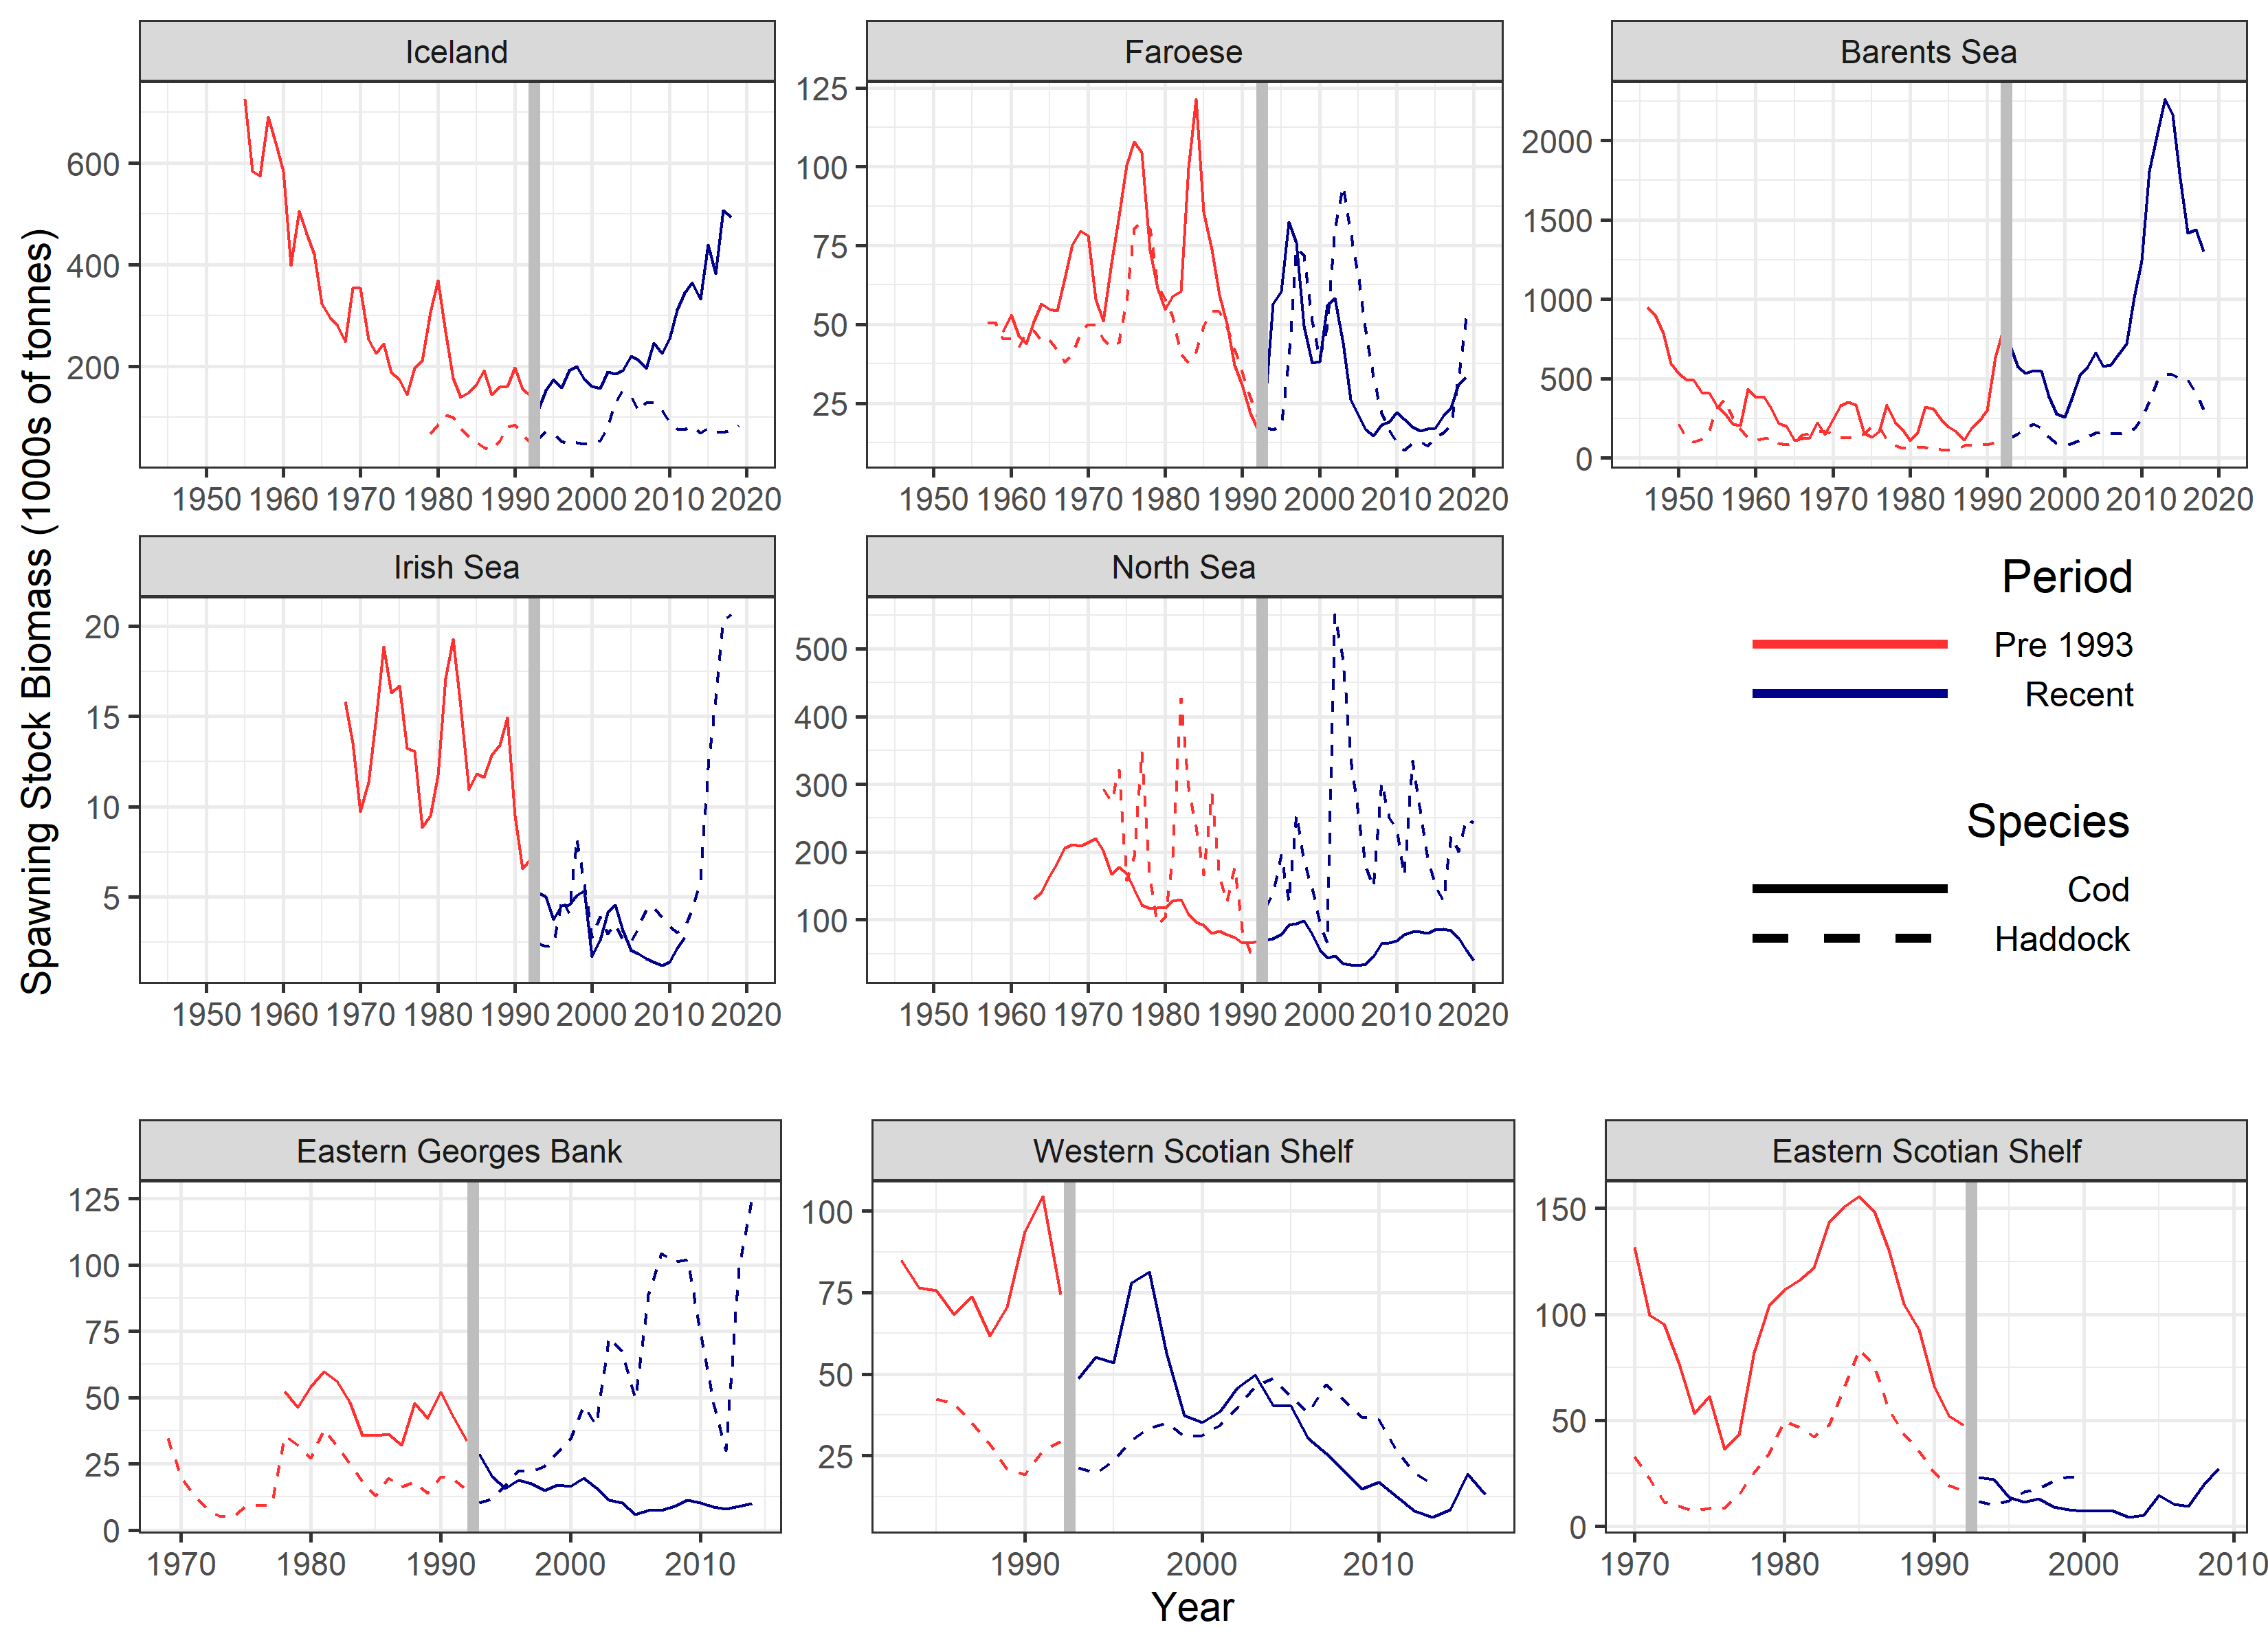 Iceland
Faroese
Barents Sea
600
400
200
125
100
75
50
25
2000
1500
1000
500
0
1950 1960 1970 1980 1990 2000 2010 2020
1950 1960 1970 1980 1990 2000 2010 2020
1950 1960 1970 1980 1990 2000 2010 2020
Spawning Stock Biomass (1000s of tonnes)
Irish Sea
North Sea
20
15
10
5
500
400
300
200
100
1950 1960 1970 1980 1990 2000 2010 2020
1950 1960 1970 1980 1990 2000 2010 2020
Period
Pre 1993
Recent
Species
Cod
Haddock
Eastern Georges Bank
Western Scotian Shelf
Eastern Scotian Shelf
125
100
75
50
25
0
100
75
50
25
150
100
50
0
1970 1980 1990 2000 2010
1990 2000 2010
1970 1980 1990 2000 2010
Year